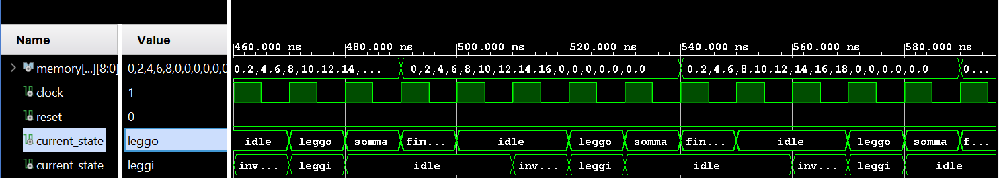 Name Value
460.000 ns 480.000 ns 500.000 ns 520.000 ns 540.000 ns 560.000 ns 580.000 ns
memory[...][8:0] 0,2,4,6,8,0,0,0,0,0,0 0,2,4,6,8,10,12,14,... 0,2,4,6,8,10,12,14,16,0,0,0,0,0,0,0 0,2,4,6,8,10,12,14,16,18,0,0,0,0,0,0 0...
clock 1
reset 0
current_state leggo idle leggo somma fin... idle leggo somma fin... idle leggo somma f...
current_state leggi inv... leggi idle inv... leggi idle inv... leggi idle